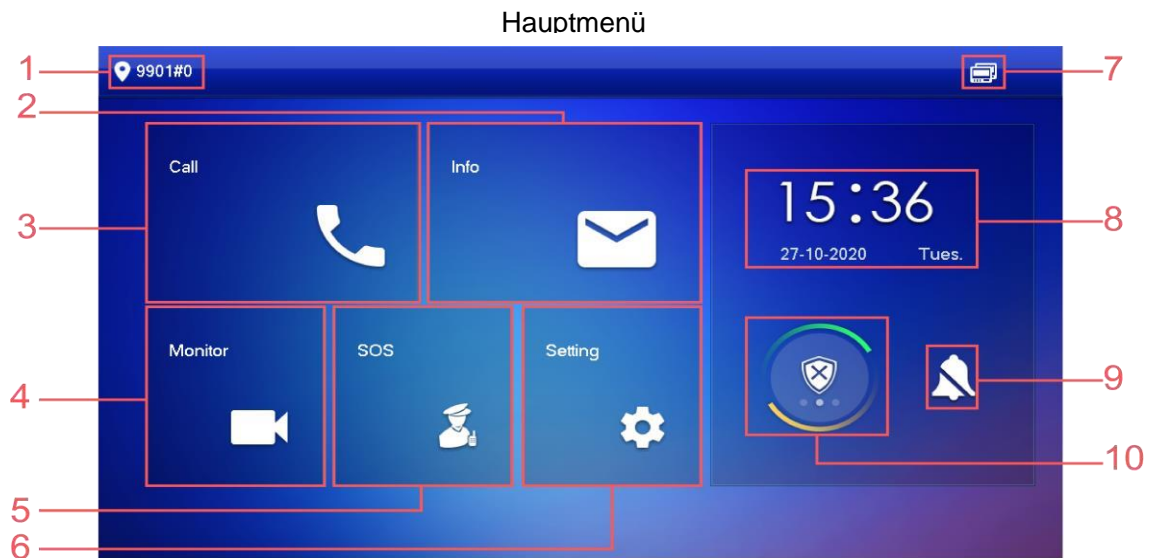 Hauptmenü
1
9901#0
7
2
Call
Info
15:36
3
8
27-10-2020 Tues.
Monitor
SOS
Setting
9
4
10
5
6